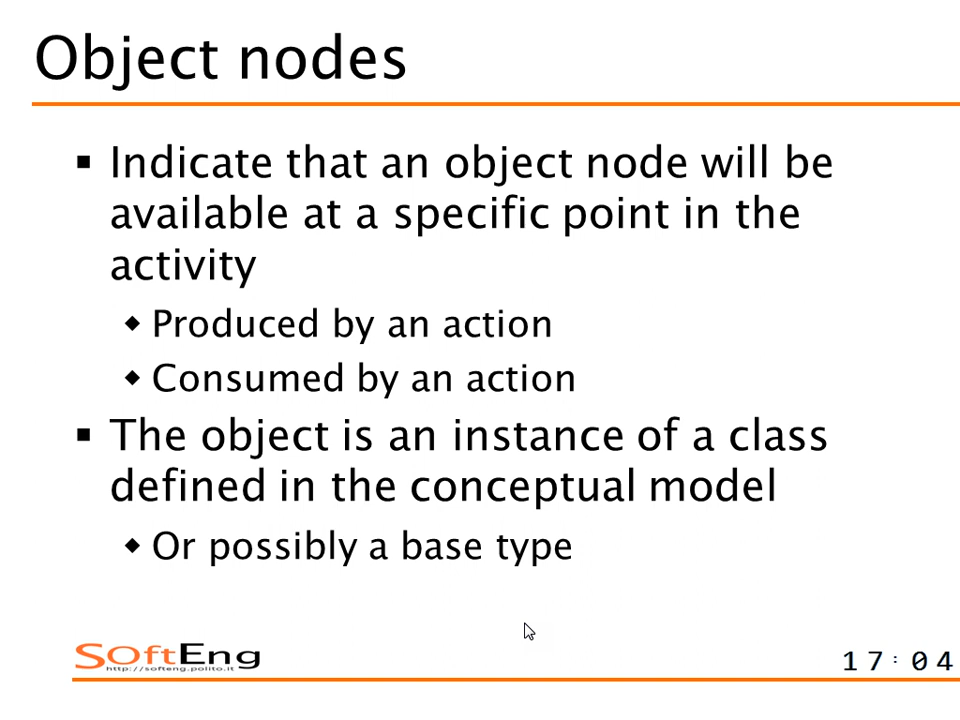 Object nodes
▪ Indicate that an object node will be
available at a specific point in the
activity
◆ Produced by an action
◆ Consumed by an action
▪ The object is an instance of a class
defined in the conceptual model
◆ Or possibly a base type
SoftEng
http://softeng.polito.it
17:04